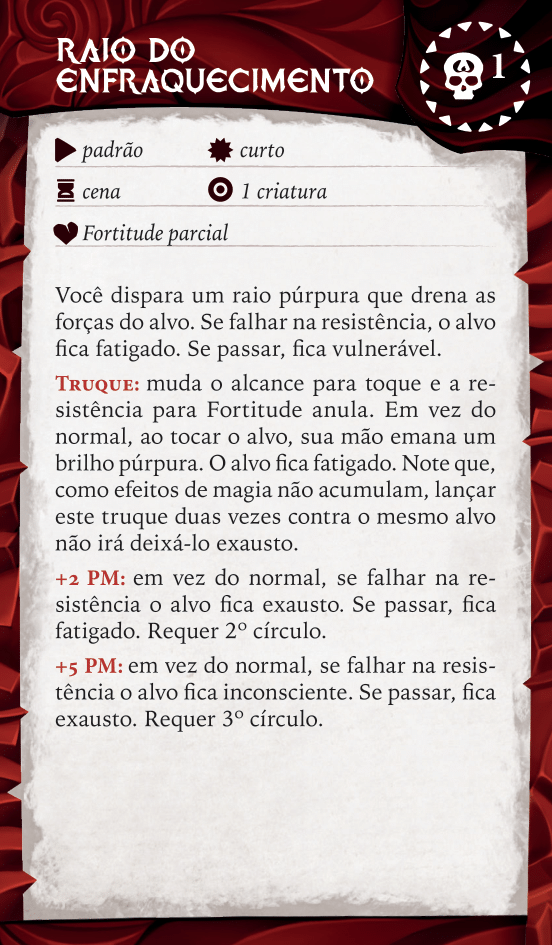 RAIO DO
ENFRAQUECIMENTO
1
padrão
curto
cena
1 criatura
Fortitude parcial
Você dispara um raio púrpura que drena as
forças do alvo. Se falhar na resistência, o alvo
fica fatigado. Se passar, fica vulnerável.
TRUQUE: muda o alcance para toque e a re-
sistência para Fortitude anula. Em vez do
normal, ao tocar o alvo, sua mão emana um
brilho púrpura. O alvo fica fatigado. Note que,
como efeitos de magia não acumulam, lançar
este truque duas vezes contra o mesmo alvo
não irá deixá-lo exausto.
+2 PM: em vez do normal, se falhar na re-
sistência o alvo fica exausto. Se passar, fica
fatigado. Requer 2º círculo.
+5 PM: em vez do normal, se falhar na resis-
tência o alvo fica inconsciente. Se passar, fica
exausto. Requer 3º círculo.